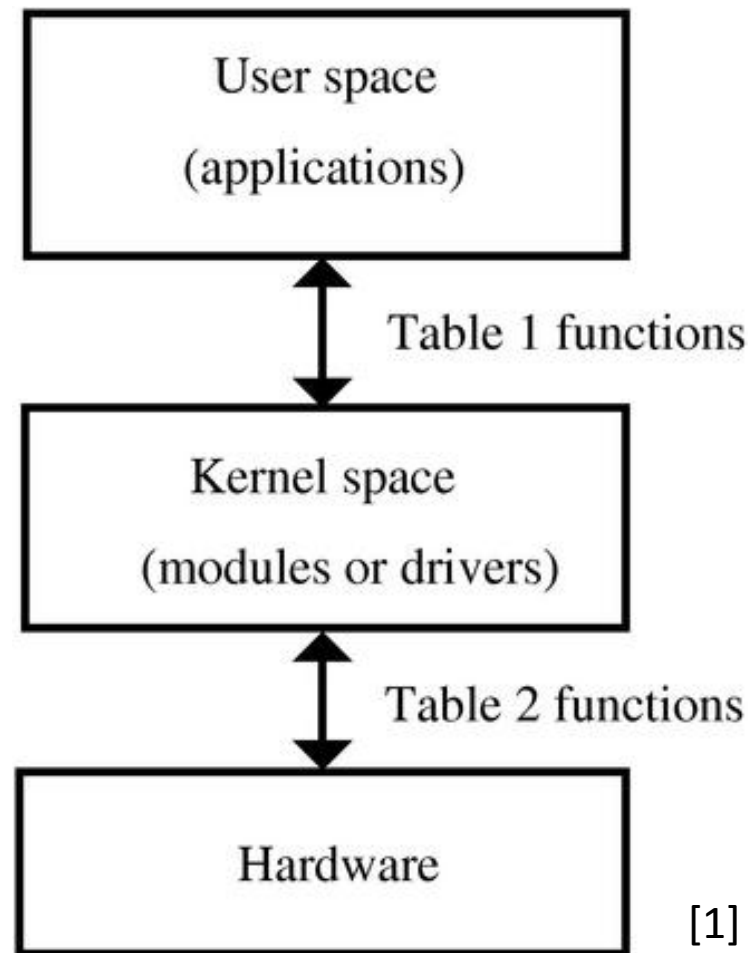 User space
(applications)
Table 1 functions
Kernel space
(modules or drivers)
Table 2 functions
Hardware
[1]